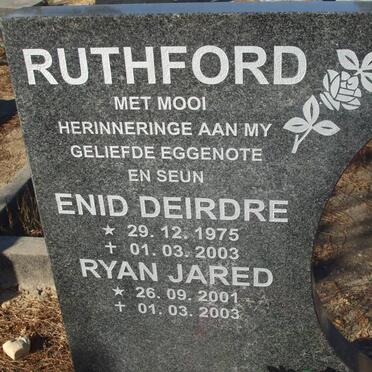 RUTHFORD
MET MOOI
HERINNERINGE AAN MY
GELIEFDE EGGENOTE
EN SEUN
ENID DEIRDRE
★ 29. 12. 1975
✝ 01. 03. 2003
RYAN JARED
★ 26. 09. 2001
✝ 01. 03. 2003